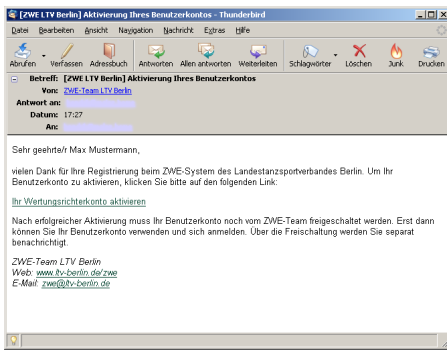 [ZWE LTV Berlin] Aktivierung Ihres Benutzerkontos - Thunderbird
Datei Bearbeiten Ansicht Navigation Nachricht Extras Hilfe
Abrufen Verfassen Adressbuch Antworten Allen antworten Weiterleiten Schlagwörter Löschen Junk Drucken
Betreff: [ZWE LTV Berlin] Aktivierung Ihres Benutzerkontos
Von: ZWE-Team LTV Berlin
Antwort an:
Datum: 17:27
An:
Sehr geehrte/r Max Mustermann,
vielen Dank für Ihre Registrierung beim ZWE-System des Landestanzsportverbandes Berlin. Um Ihr
Benutzerkonto zu aktivieren, klicken Sie bitte auf den folgenden Link:
Ihr Wertungsrichterkonto aktivieren
Nach erfolgreicher Aktivierung muss Ihr Benutzerkonto noch vom ZWE-Team freigeschaltet werden. Erst dann
können Sie Ihr Benutzerkonto verwenden und sich anmelden. Über die Freischaltung werden Sie separat
benachrichtigt.
ZWE-Team LTV Berlin
Web: www.ltv-berlin.de/zwe
E-Mail: zwe@ltv-berlin.de